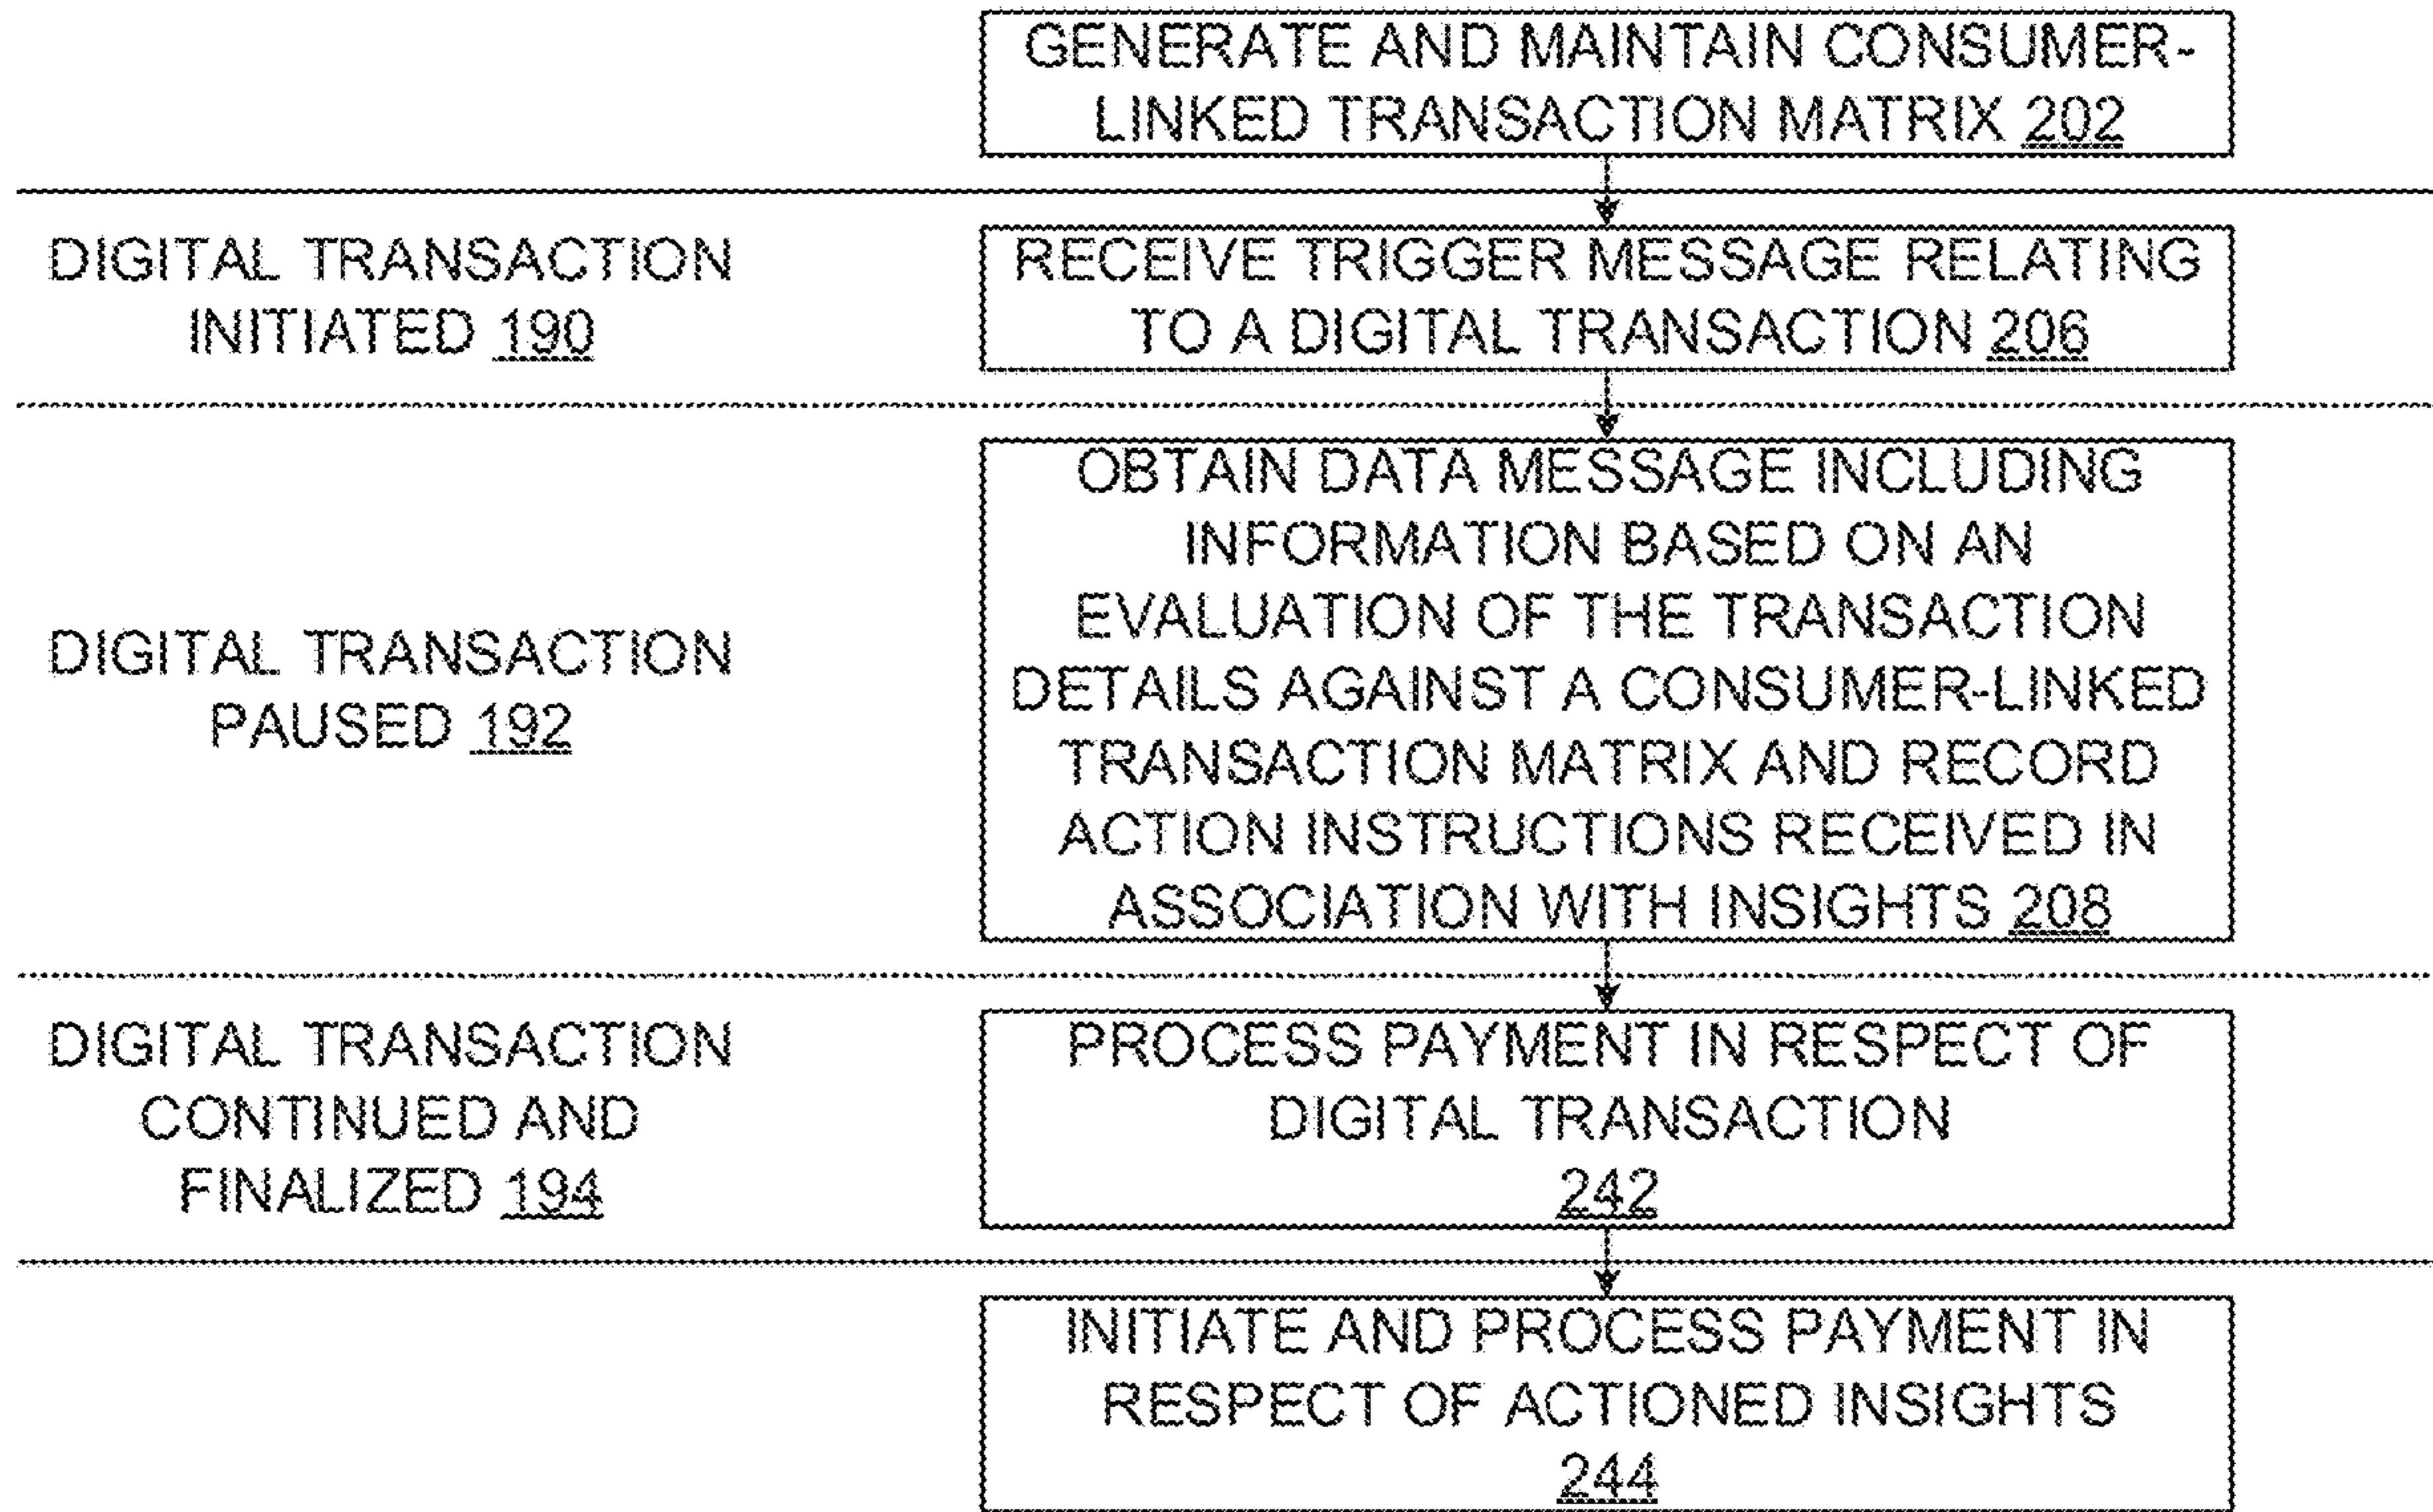 GENERATE AND MAINTAIN CONSUMER-
LINKED TRANSACTION MATRIX 202
DIGITAL TRANSACTION
INITIATED 190
RECEIVE TRIGGER MESSAGE RELATING
TO A DIGITAL TRANSACTION 206
DIGITAL TRANSACTION
PAUSED 192
OBTAIN DATA MESSAGE INCLUDING
INFORMATION BASED ON AN
EVALUATION OF THE TRANSACTION
DETAILS AGAINST A CONSUMER-LINKED
TRANSACTION MATRIX AND RECORD
ACTION INSTRUCTIONS RECEIVED IN
ASSOCIATION WITH INSIGHTS 208
DIGITAL TRANSACTION
CONTINUED AND
FINALIZED 194
PROCESS PAYMENT IN RESPECT OF
DIGITAL TRANSACTION
242
INITIATE AND PROCESS PAYMENT IN
RESPECT OF ACTIONED INSIGHTS
244